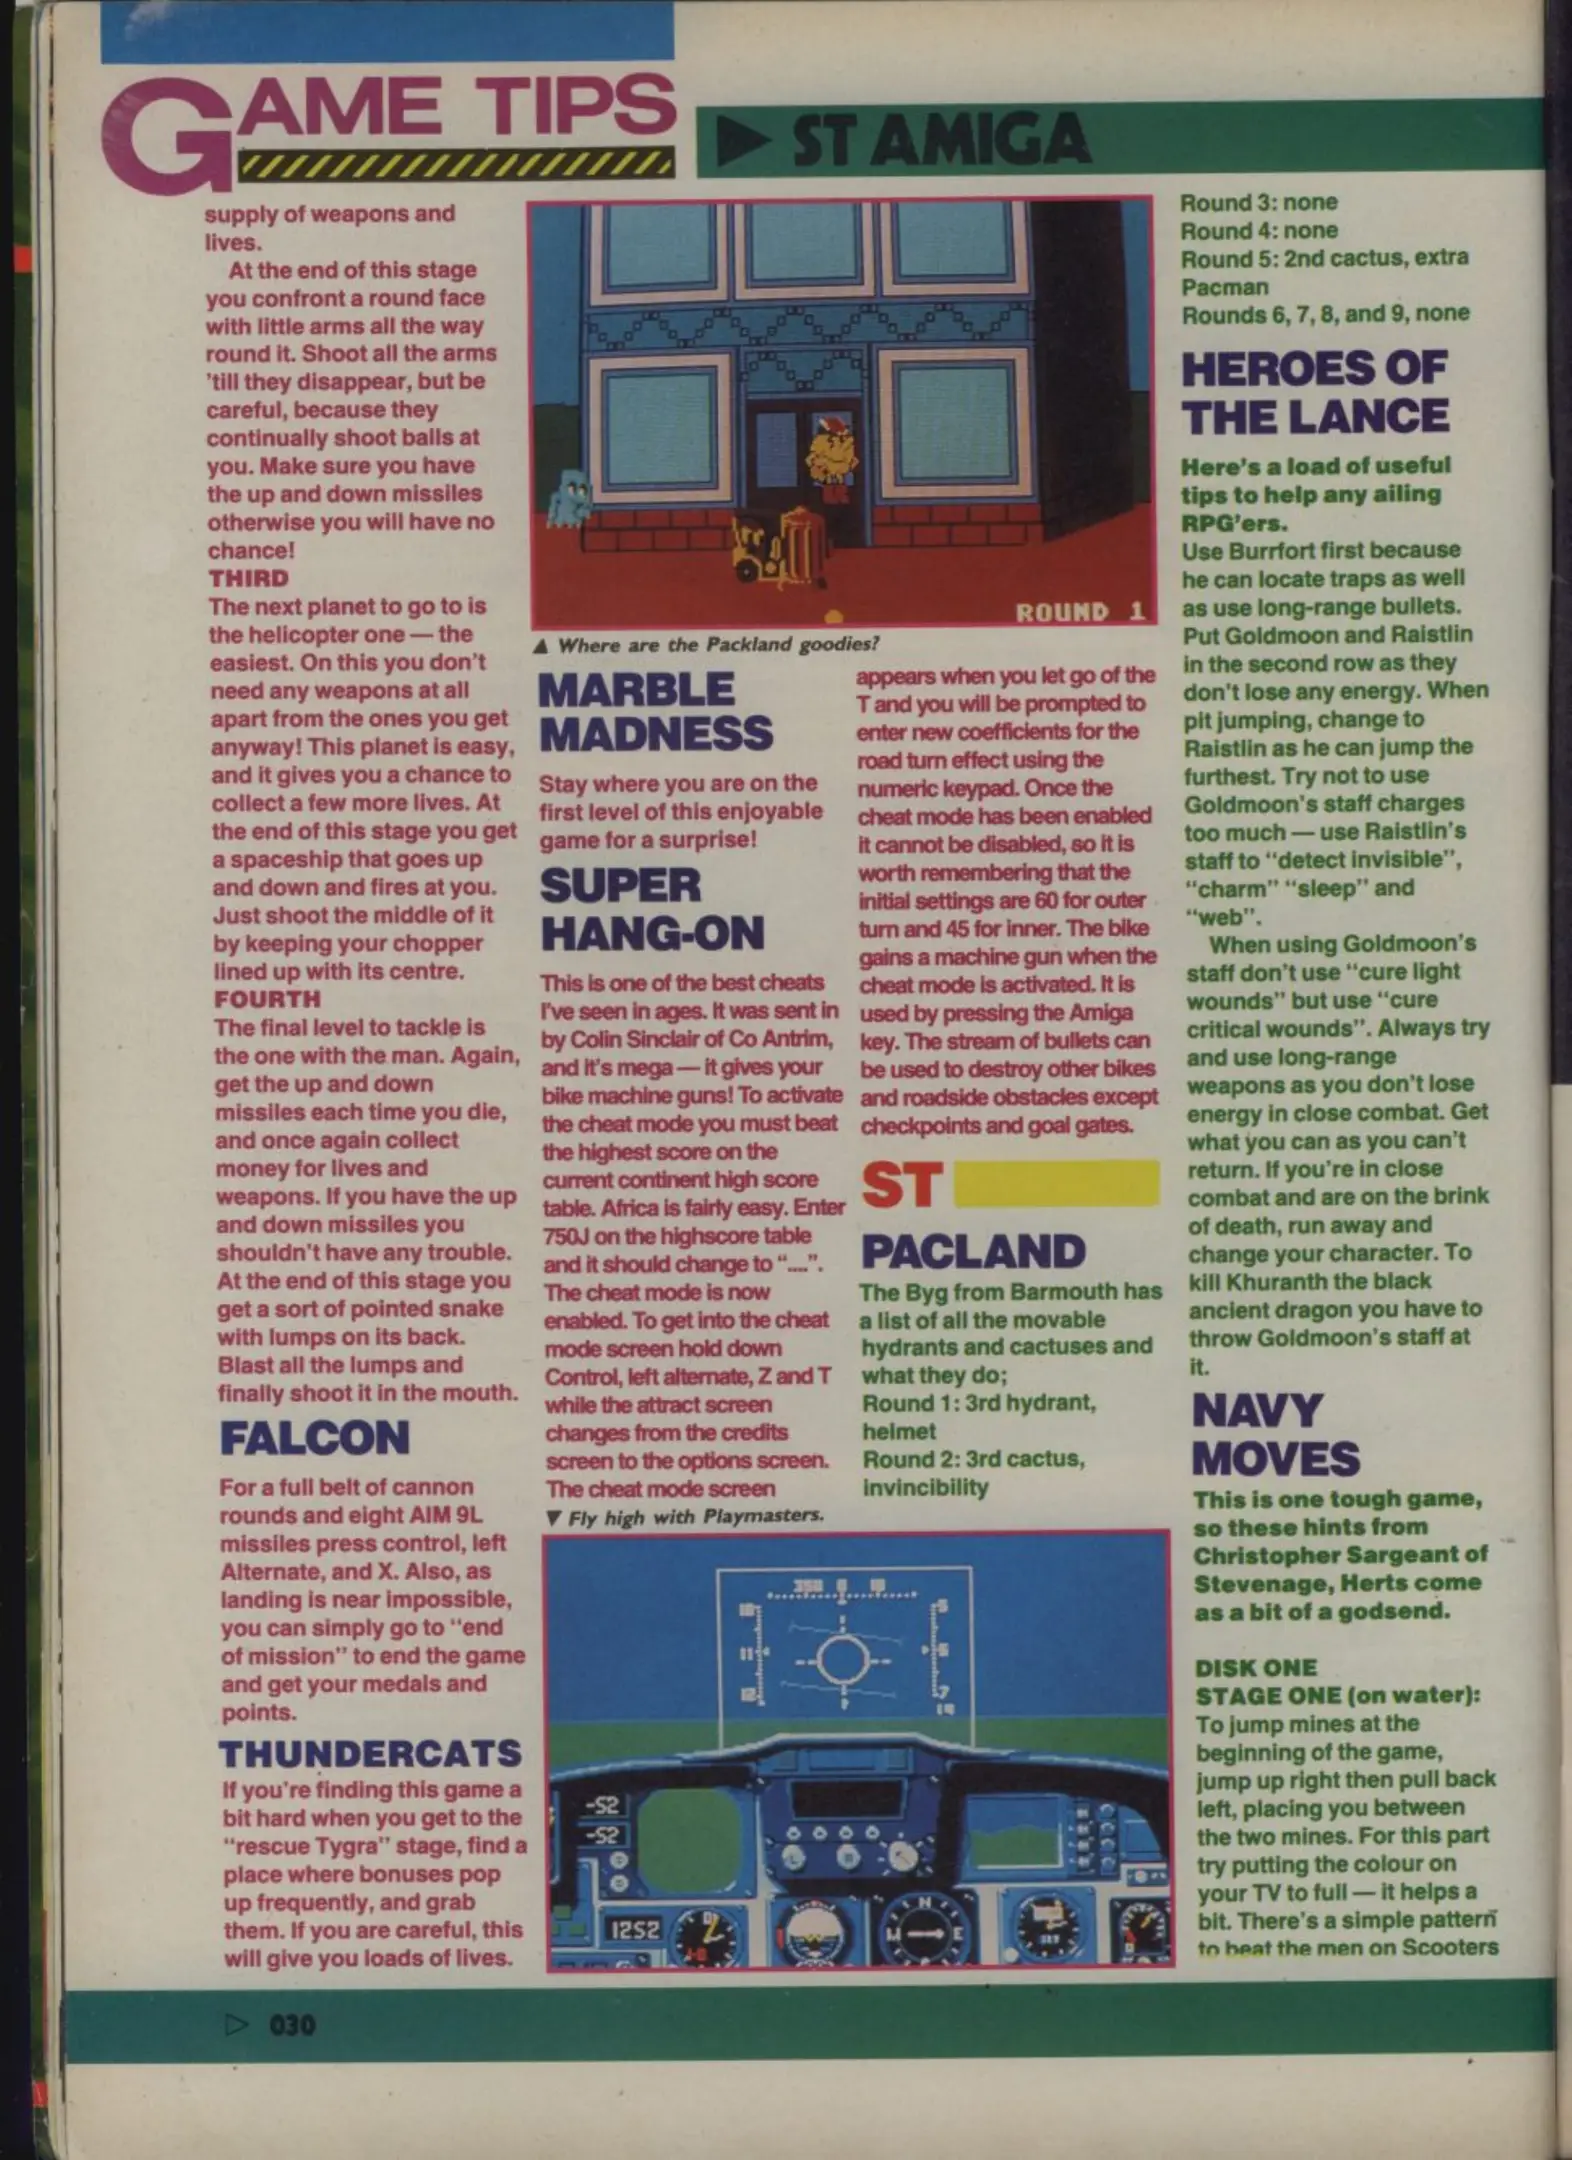 GAME TIPS
ST AMIGA
supply of weapons and
lives.
At the end of this stage
you confront a round face
with little arms all the way
round it. Shoot all the arms
'till they disappear, but be
careful, because they
continually shoot balls at
you. Make sure you have
the up and down missiles
otherwise you will have no
chance!
THIRD
The next planet to go to is
the helicopter one — the
easiest. On this you don't
need any weapons at all
apart from the ones you get
anyway! This planet is easy,
and it gives you a chance to
collect a few more lives. At
the end of this stage you get
a spaceship that goes up
and down and fires at you.
Just shoot the middle of it
by keeping your chopper
lined up with its centre.
FOURTH
The final level to tackle is
the one with the man. Again,
get the up and down
missiles each time you die,
and once again collect
money for lives and
weapons. If you have the up
and down missiles you
shouldn't have any trouble.
At the end of this stage you
get a sort of pointed snake
with lumps on its back.
Blast all the lumps and
finally shoot it in the mouth.
FALCON
For a full belt of cannon
rounds and eight AIM 9L
missiles press control, left
Alternate, and X. Also, as
landing is near impossible,
you can simply go to "end
of mission" to end the game
and get your medals and
points.
THUNDERCATS
If you're finding this game a
bit hard when you get to the
"rescue Tygra" stage, find a
place where bonuses pop
up frequently, and grab
them. If you are careful, this
will give you loads of lives.
ROUND 1
▲ Where are the Packland goodies?
MARBLE
MADNESS
Stay where you are on the
first level of this enjoyable
game for a surprise!
SUPER
HANG-ON
This is one of the best cheats
I've seen in ages. It was sent in
by Colin Sinclair of Co Antrim,
and it's mega — it gives your
bike machine guns! To activate
the cheat mode you must beat
the highest score on the
current continent high score
table. Africa is fairly easy. Enter
750J on the highscore table
and it should change to "....".
The cheat mode is now
enabled. To get into the cheat
mode screen hold down
Control, left alternate, Z and T
while the attract screen
changes from the credits
screen to the options screen.
The cheat mode screen
appears when you let go of the
T and you will be prompted to
enter new coefficients for the
road turn effect using the
numeric keypad. Once the
cheat mode has been enabled
it cannot be disabled, so it is
worth remembering that the
initial settings are 60 for outer
turn and 45 for inner. The bike
gains a machine gun when the
cheat mode is activated. It is
used by pressing the Amiga
key. The stream of bullets can
be used to destroy other bikes
and roadside obstacles except
checkpoints and goal gates.
ST
PACLAND
The Byg from Barmouth has
a list of all the movable
hydrants and cactuses and
what they do;
Round 1: 3rd hydrant,
helmet
Round 2: 3rd cactus,
invincibility
▼ Fly high with Playmasters.
350 0 10
10
11
12
5
6
7
-52
-52
1252
N
E
Round 3: none
Round 4: none
Round 5: 2nd cactus, extra
Pacman
Rounds 6, 7, 8, and 9, none
HEROES OF
THE LANCE
Here's a load of useful
tips to help any ailing
RPG'ers.
Use Burrfort first because
he can locate traps as well
as use long-range bullets.
Put Goldmoon and Raistlin
in the second row as they
don't lose any energy. When
pit jumping, change to
Raistlin as he can jump the
furthest. Try not to use
Goldmoon's staff charges
too much — use Raistlin's
staff to "detect invisible",
"charm" "sleep" and
"web".
When using Goldmoon's
staff don't use "cure light
wounds" but use "cure
critical wounds". Always try
and use long-range
weapons as you don't lose
energy in close combat. Get
what you can as you can't
return. If you're in close
combat and are on the brink
of death, run away and
change your character. To
kill Khuranth the black
ancient dragon you have to
throw Goldmoon's staff at
it.
NAVY
MOVES
This is one tough game,
so these hints from
Christopher Sargeant of
Stevenage, Herts come
as a bit of a godsend.
DISK ONE
STAGE ONE (on water):
To jump mines at the
beginning of the game,
jump up right then pull back
left, placing you between
the two mines. For this part
try putting the colour on
your TV to full — it helps a
bit. There's a simple pattern
to beat the men on Scooters
▷ 030